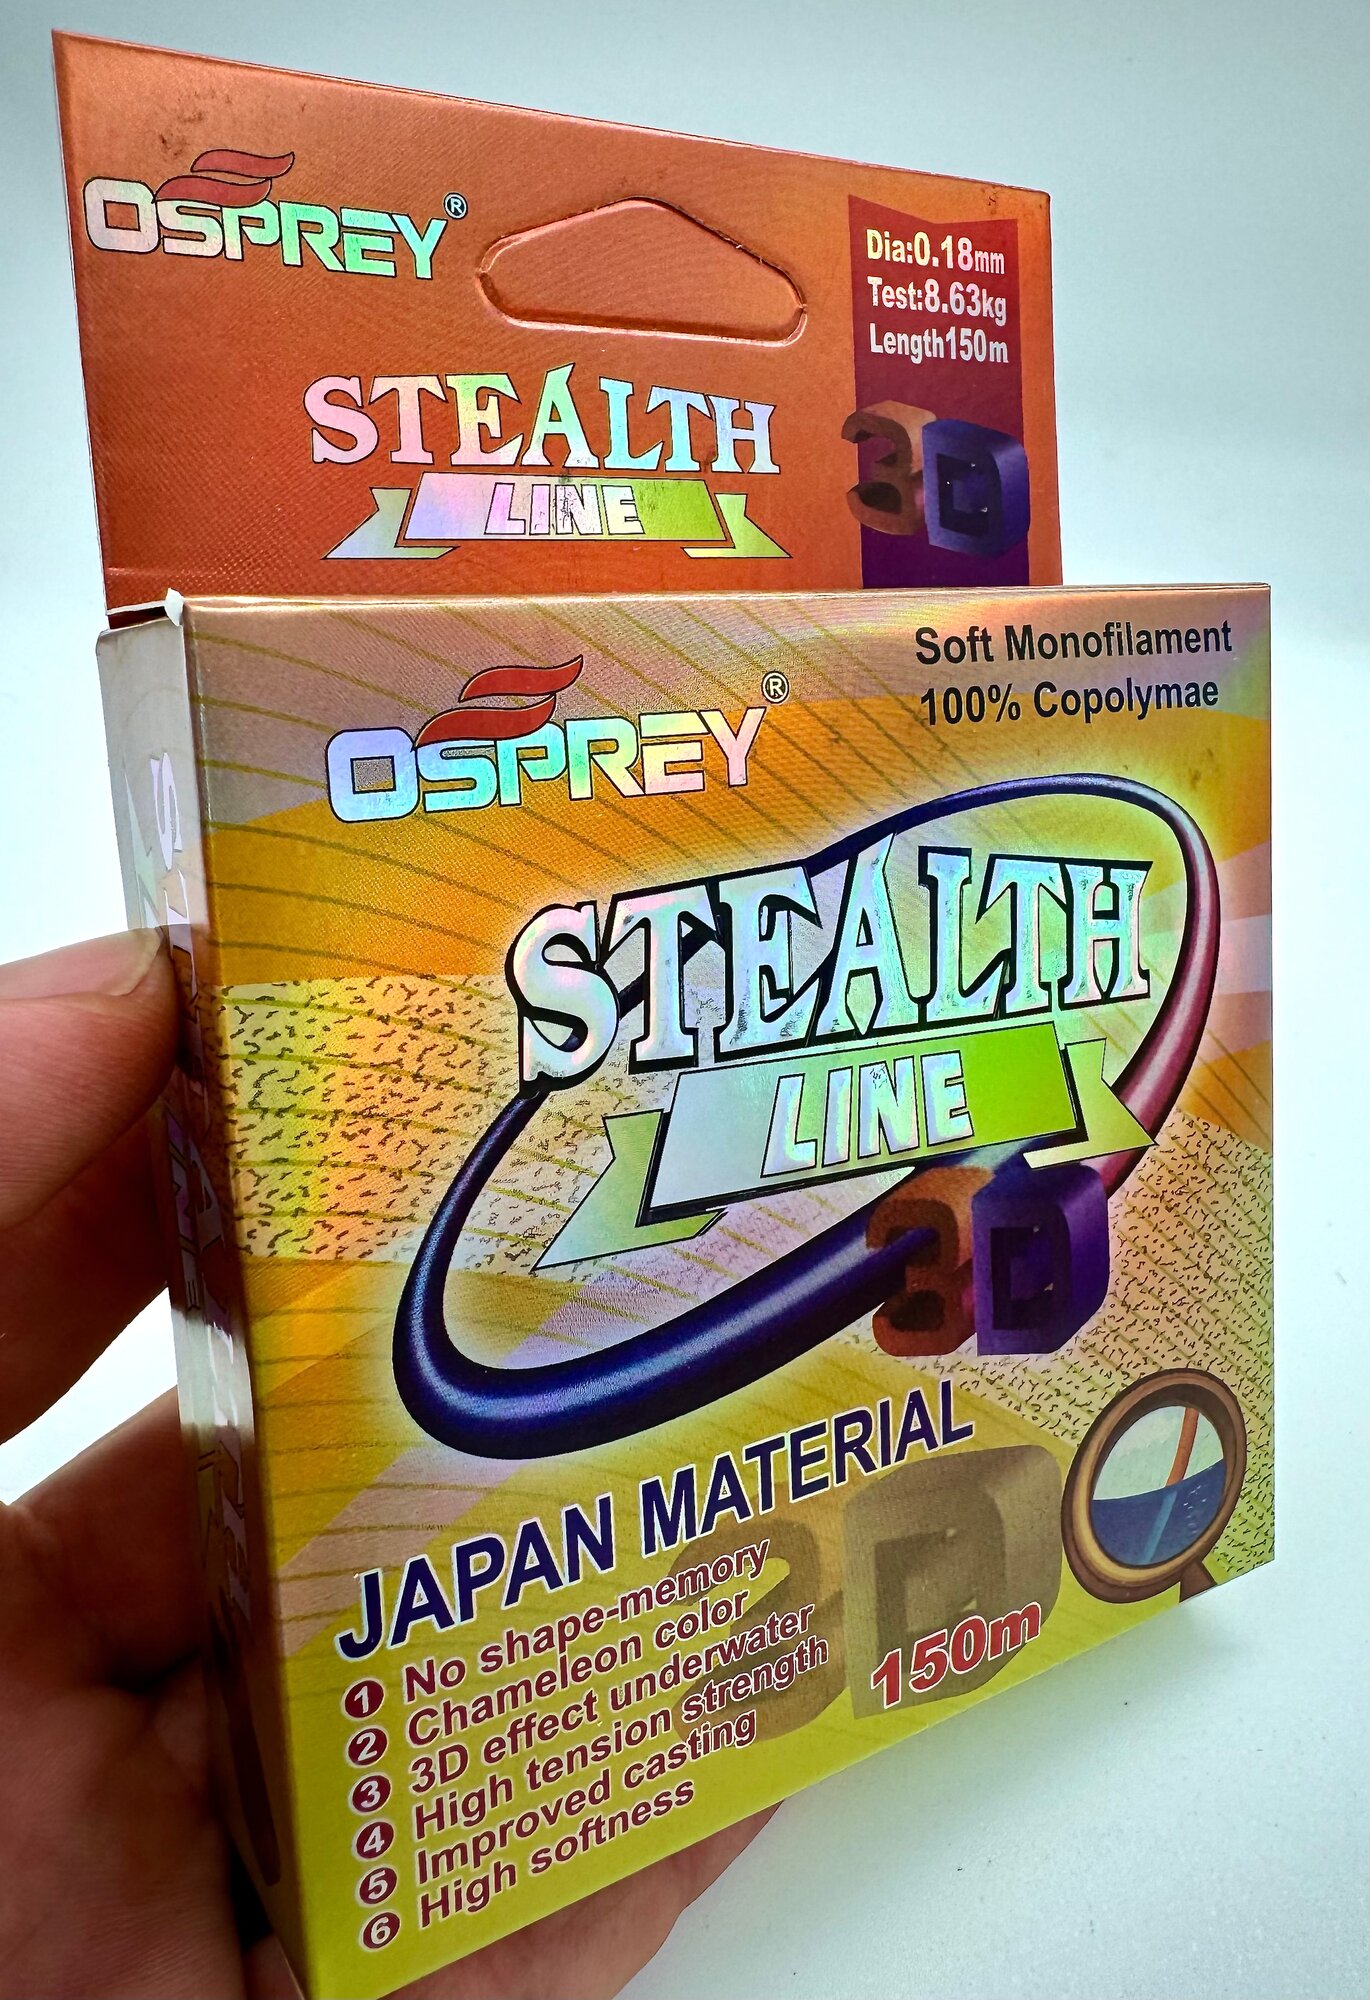 OSPREY®
Dia:0.18mm
Test:8.63kg
Length150m
STEALTH
LINE
3D
Soft Monofilament
100% Copolymae
OSPREY®
STEALTH
LINE
3D
JAPAN MATERIAL
1 No shape-memory
2 Chameleon color
3 3D effect underwater
4 High tension strength
5 Improved casting
6 High softness
3D
150m